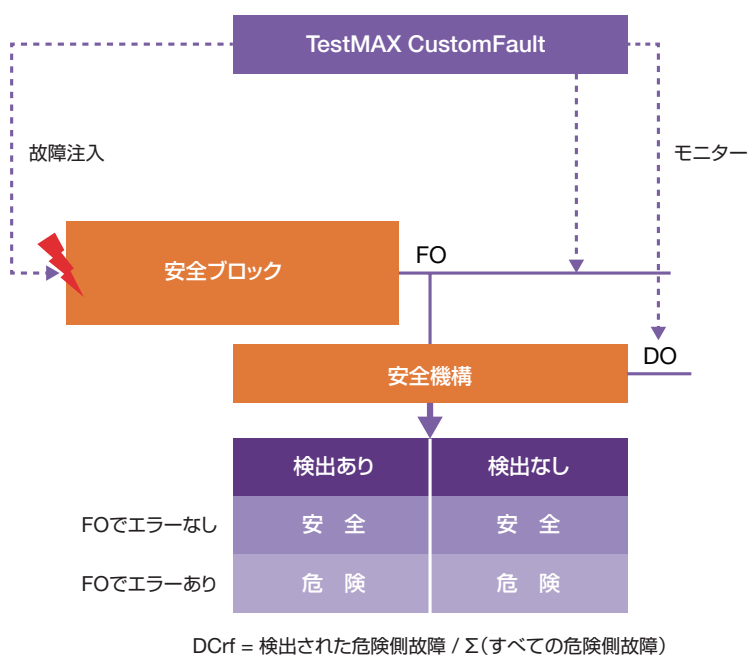 TestMAX CustomFault
故障注入
モニター
安全ブロック
FO
安全機構
DO
検出あり 検出なし
FOでエラーなし 安 全 安 全
FOでエラーあり 危 険 危 険
DCrf = 検出された危険側故障 / Σ(すべての危険側故障)